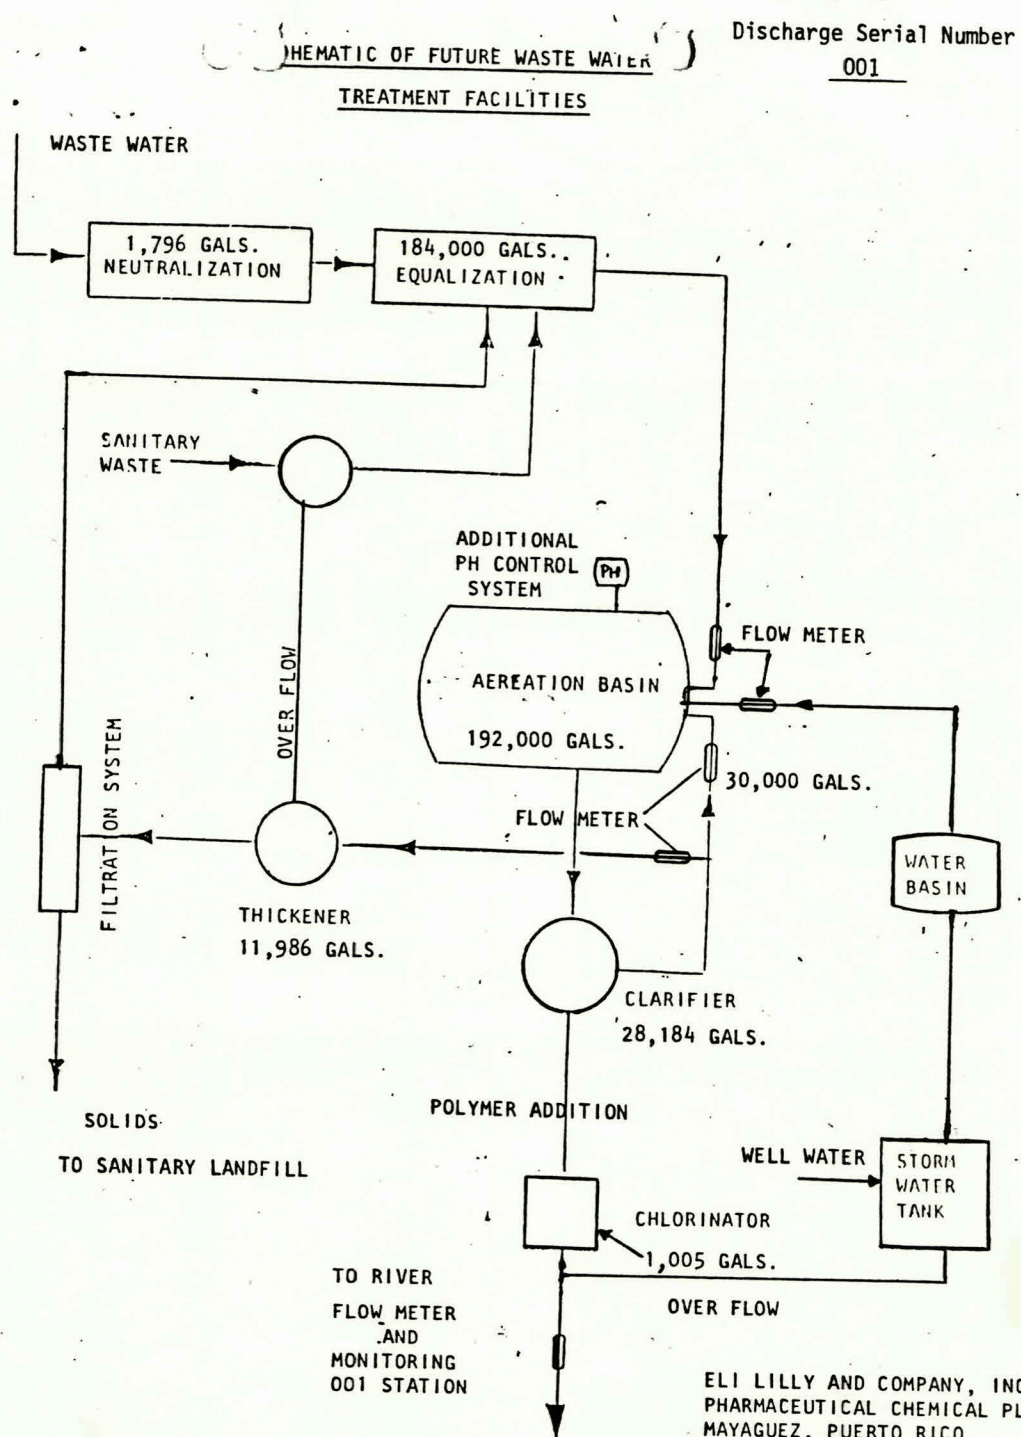 Discharge Serial Number
001
HEMATIC OF FUTURE WASTE WATER
TREATMENT FACILITIES
WASTE WATER
1,796 GALS.
NEUTRALIZATION
184,000 GALS..
EQUALIZATION
SANITARY
WASTE
ADDITIONAL
PH CONTROL
SYSTEM
PH
FLOW METER
AEREATION BASIN
192,000 GALS.
OVER FLOW
30,000 GALS.
FLOW METER
FILTRATION SYSTEM
WATER
BASIN
THICKENER
11,986 GALS.
CLARIFIER
28,184 GALS.
POLYMER ADDITION
SOLIDS
TO SANITARY LANDFILL
WELL WATER
STORM
WATER
TANK
CHLORINATOR
1,005 GALS.
TO RIVER
OVER FLOW
FLOW METER
AND
MONITORING
001 STATION
ELI LILLY AND COMPANY, INC
PHARMACEUTICAL CHEMICAL PL
MAYAGUEZ, PUERTO RICO